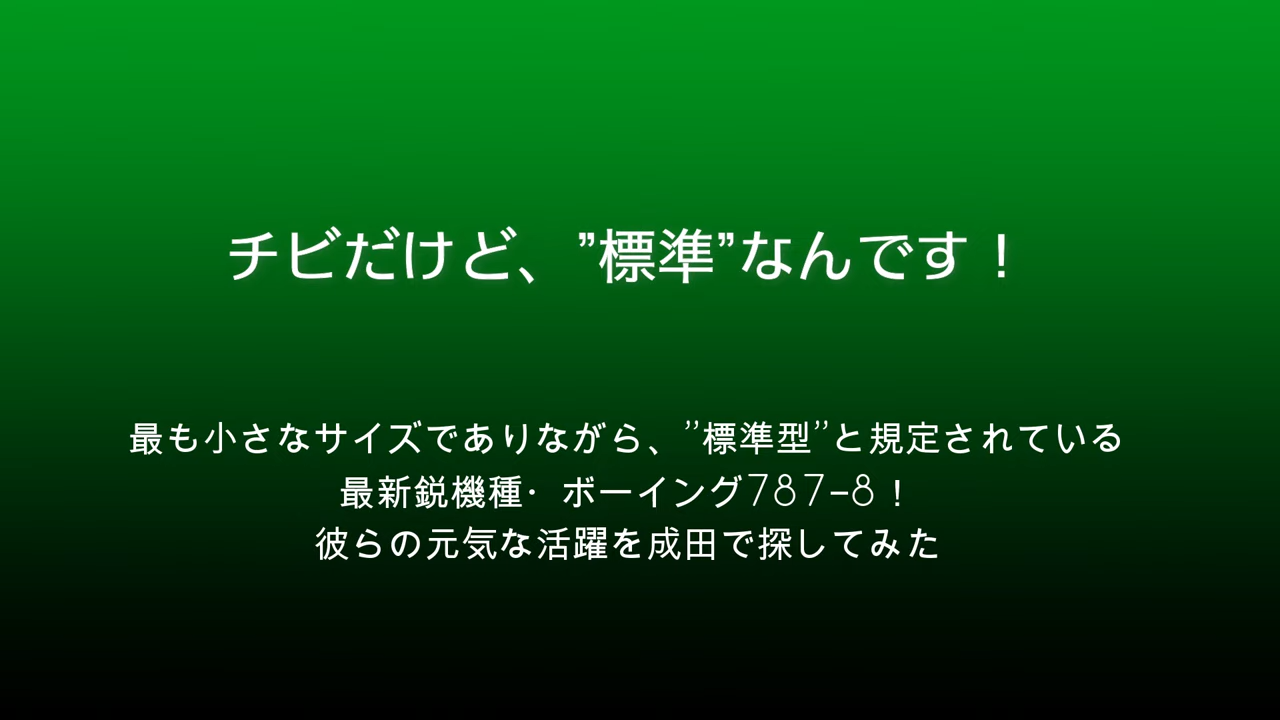 チビだけど、”標準”なんです！
最も小さなサイズでありながら、”標準型”と規定されている
最新鋭機種・ボーイング787-8！
彼らの元気な活躍を成田で探してみた